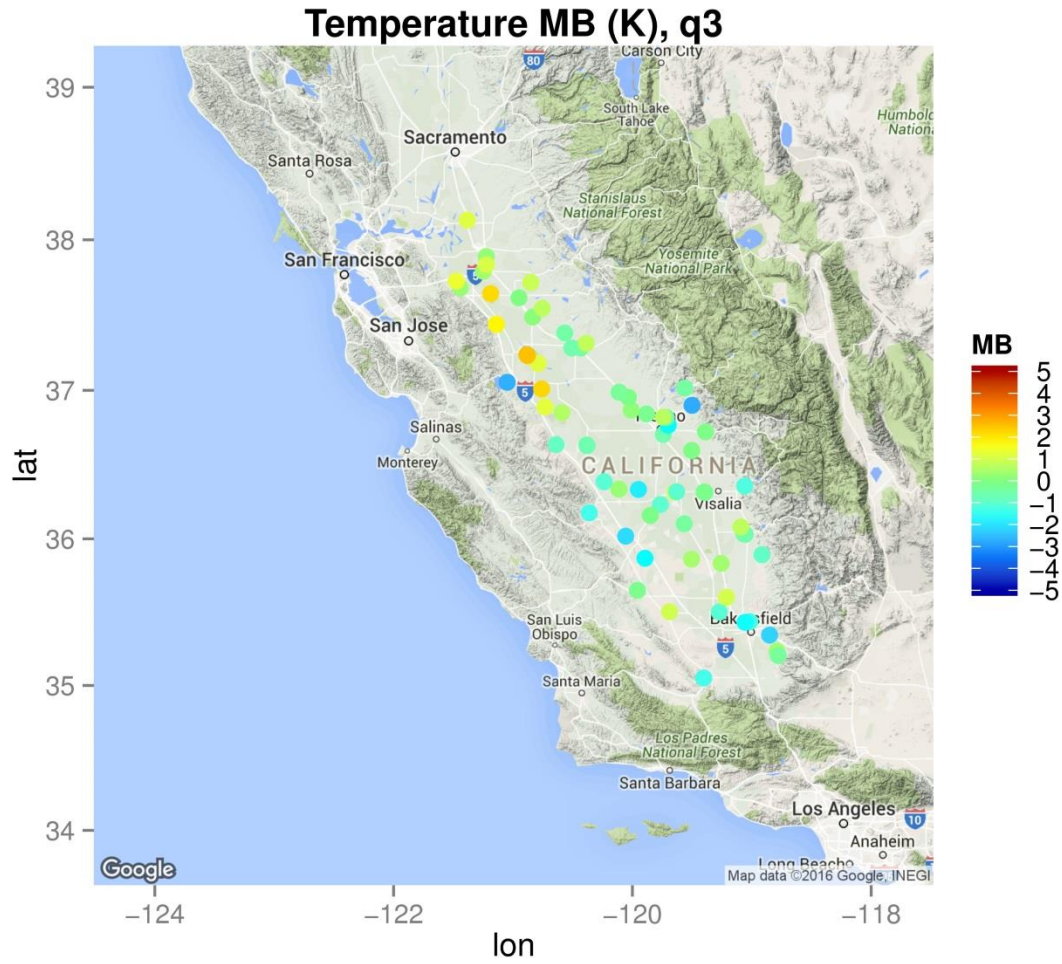 Temperature MB (K), q3
lat
39
38
37
36
35
34
80
Carson City
South Lake
Tahoe
Sacramento
Santa Rosa
Stanislaus
National Forest
San Francisco
Yosemite
National Park
5
San Jose
5
Salinas
Monterey
CALIFORNIA
Visalia
San Luis
Obispo
5
Santa Maria
Los Padres
National Forest
Santa Barbara
Los Angeles
10
Anaheim
Long Beach
Google
Map data ©2016 Google, INEGI
−124
−122
−120
−118
lon
MB
5
4
3
2
1
0
−1
−2
−3
−4
−5